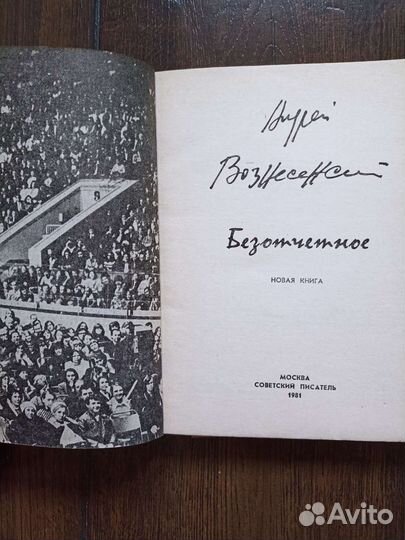 Андрей
Вознесенский
Безотчетное
НОВАЯ КНИГА
МОСКВА
СОВЕТСКИЙ ПИСАТЕЛЬ
1981
Avito